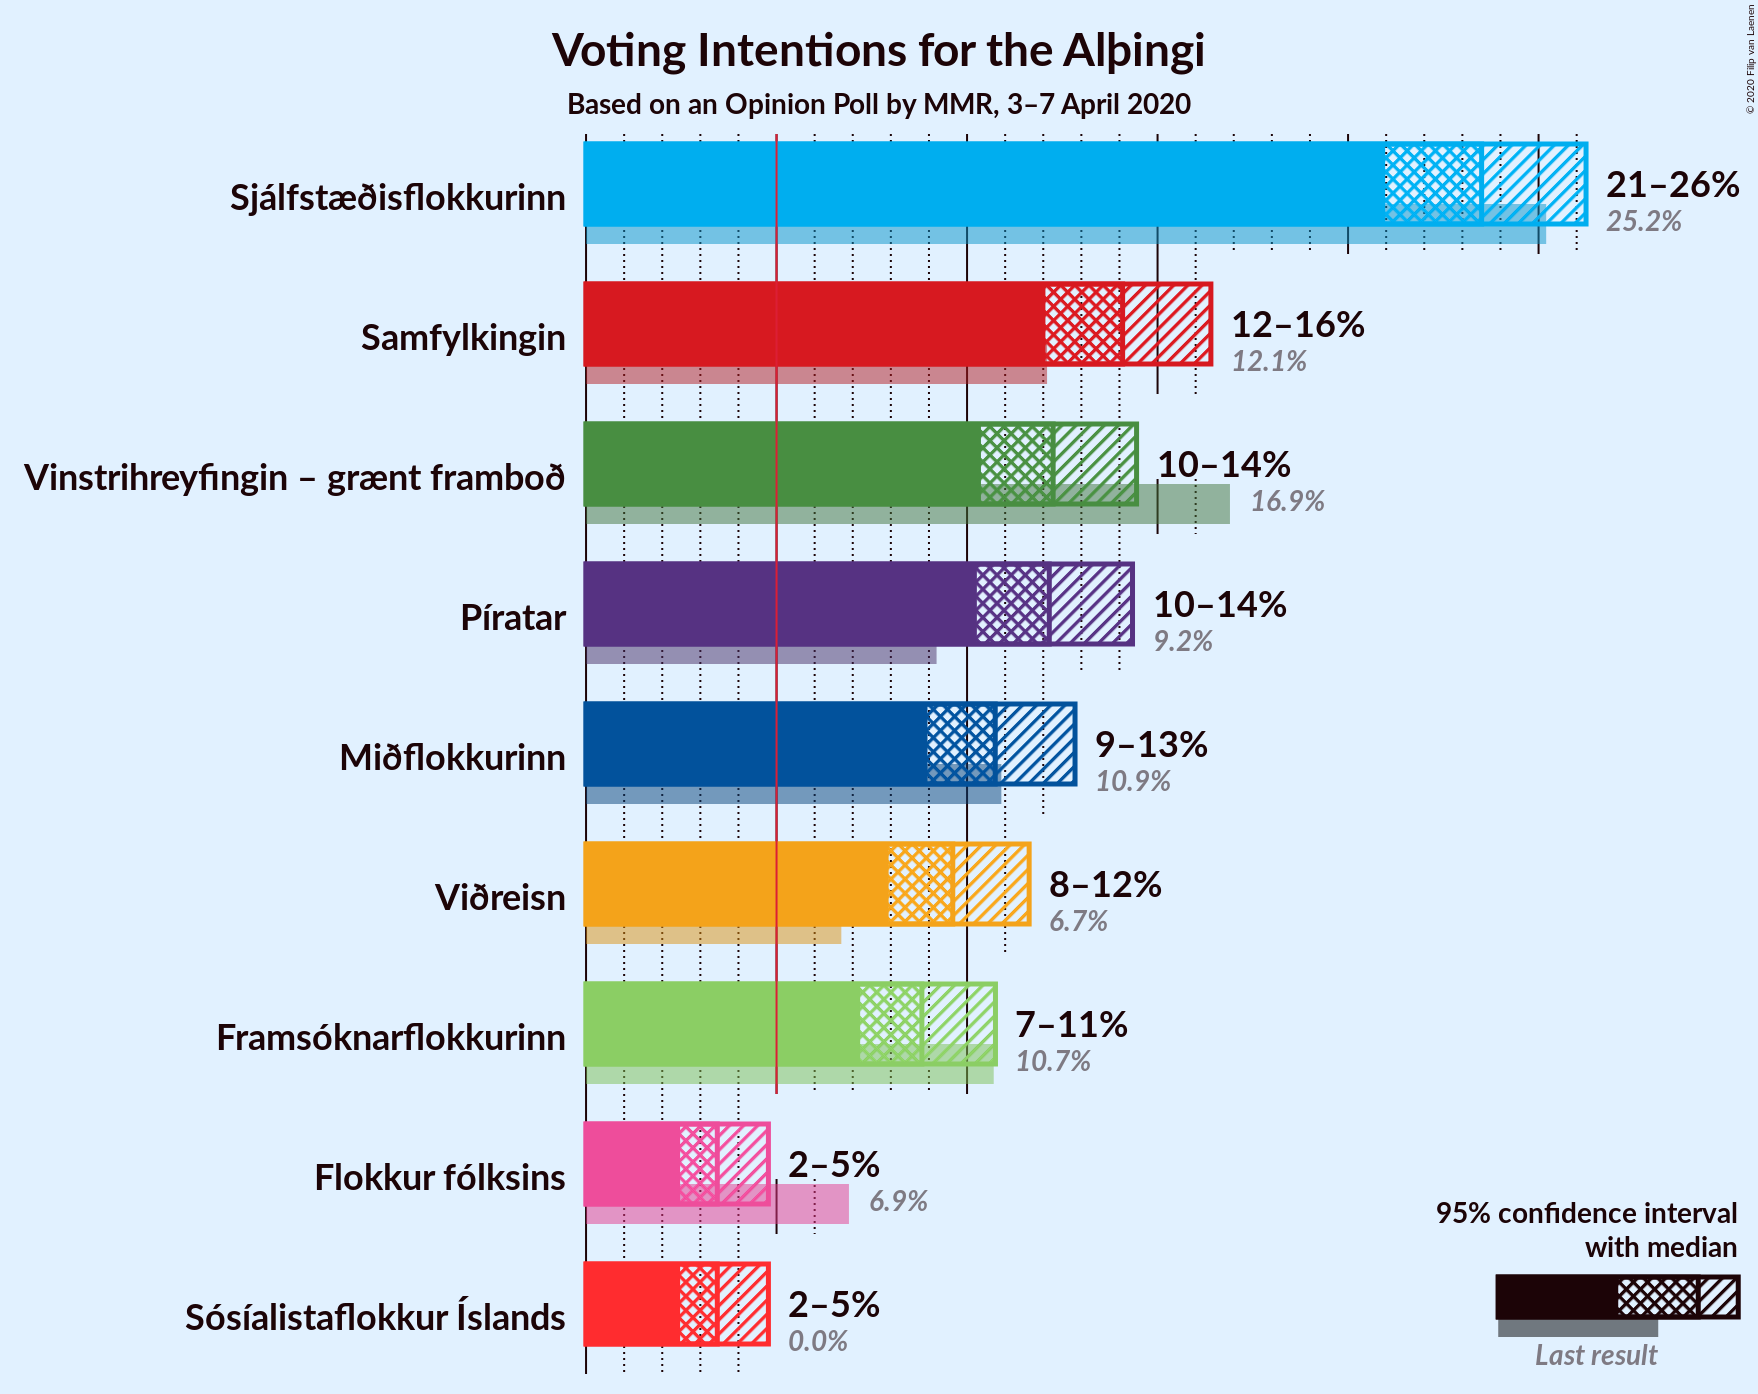 Voting Intentions for the Alþingi
Based on an Opinion Poll by MMR, 3–7 April 2020
© 2020 Filip van Laenen
Sjálfstæðisflokkurinn
21–26%
25.2%
Samfylkingin
12–16%
12.1%
Vinstrihreyfingin – grænt framboð
10–14%
16.9%
Píratar
10–14%
9.2%
Miðflokkurinn
9–13%
10.9%
Viðreisn
8–12%
6.7%
Framsóknarflokkurinn
7–11%
10.7%
Flokkur fólksins
2–5%
6.9%
Sósíalistaflokkur Íslands
2–5%
0.0%
95% confidence interval
with median
Last result